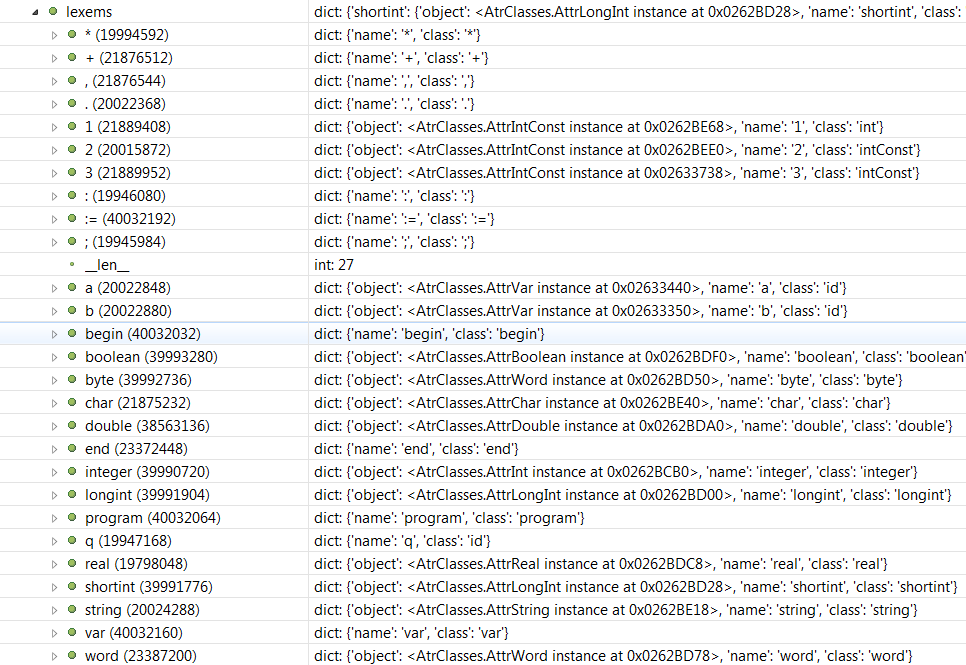 lexems dict: {'shortint': {'object': <AtrClasses.AttrLongInt instance at 0x0262BD28>, 'name': 'shortint', 'class':
* (19994592) dict: {'name': '*', 'class': '*'}
+ (21876512) dict: {'name': '+', 'class': '+'}
, (21876544) dict: {'name': ',', 'class': ','}
. (20022368) dict: {'name': '.', 'class': '.'}
1 (21889408) dict: {'object': <AtrClasses.AttrIntConst instance at 0x0262BE68>, 'name': '1', 'class': 'int'}
2 (20015872) dict: {'object': <AtrClasses.AttrIntConst instance at 0x0262BEE0>, 'name': '2', 'class': 'intConst'}
3 (21889952) dict: {'object': <AtrClasses.AttrIntConst instance at 0x02633738>, 'name': '3', 'class': 'intConst'}
: (19946080) dict: {'name': ':', 'class': ':'}
:= (40032192) dict: {'name': ':=', 'class': ':='}
; (19945984) dict: {'name': ';', 'class': ';'}
__len__ int: 27
a (20022848) dict: {'object': <AtrClasses.AttrVar instance at 0x02633440>, 'name': 'a', 'class': 'id'}
b (20022880) dict: {'object': <AtrClasses.AttrVar instance at 0x02633350>, 'name': 'b', 'class': 'id'}
begin (40032032) dict: {'name': 'begin', 'class': 'begin'}
boolean (39993280) dict: {'object': <AtrClasses.AttrBoolean instance at 0x0262BDF0>, 'name': 'boolean', 'class': 'boolean'
byte (39992736) dict: {'object': <AtrClasses.AttrWord instance at 0x0262BD50>, 'name': 'byte', 'class': 'byte'}
char (21875232) dict: {'object': <AtrClasses.AttrChar instance at 0x0262BE40>, 'name': 'char', 'class': 'char'}
double (38563136) dict: {'object': <AtrClasses.AttrDouble instance at 0x0262BDA0>, 'name': 'double', 'class': 'double'}
end (23372448) dict: {'name': 'end', 'class': 'end'}
integer (39990720) dict: {'object': <AtrClasses.AttrInt instance at 0x0262BCB0>, 'name': 'integer', 'class': 'integer'}
longint (39991904) dict: {'object': <AtrClasses.AttrLongInt instance at 0x0262BD00>, 'name': 'longint', 'class': 'longint'}
program (40032064) dict: {'name': 'program', 'class': 'program'}
q (19947168) dict: {'name': 'q', 'class': 'id'}
real (19798048) dict: {'object': <AtrClasses.AttrReal instance at 0x0262BDC8>, 'name': 'real', 'class': 'real'}
shortint (39991776) dict: {'object': <AtrClasses.AttrLongInt instance at 0x0262BD28>, 'name': 'shortint', 'class': 'shortint'}
string (20024288) dict: {'object': <AtrClasses.AttrString instance at 0x0262BE18>, 'name': 'string', 'class': 'string'}
var (40032160) dict: {'name': 'var', 'class': 'var'}
word (23387200) dict: {'object': <AtrClasses.AttrWord instance at 0x0262BD78>, 'name': 'word', 'class': 'word'}